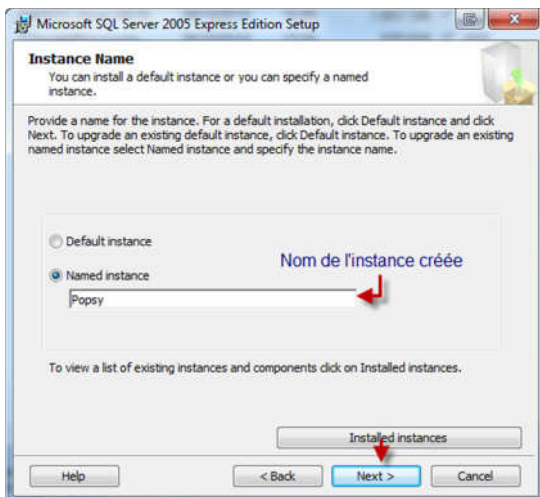 Microsoft SQL Server 2005 Express Edition Setup
Instance Name
You can install a default instance or you can specify a named
instance.
Provide a name for the instance. For a default installation, click Default instance and click
Next. To upgrade an existing default instance, click Default instance. To upgrade an existing
named instance select Named instance and specify the instance name.
Default instance
Nom de l'instance créée
Named instance
Popsy
To view a list of existing instances and components click on Installed instances.
Installed instances
Help
< Back
Next >
Cancel